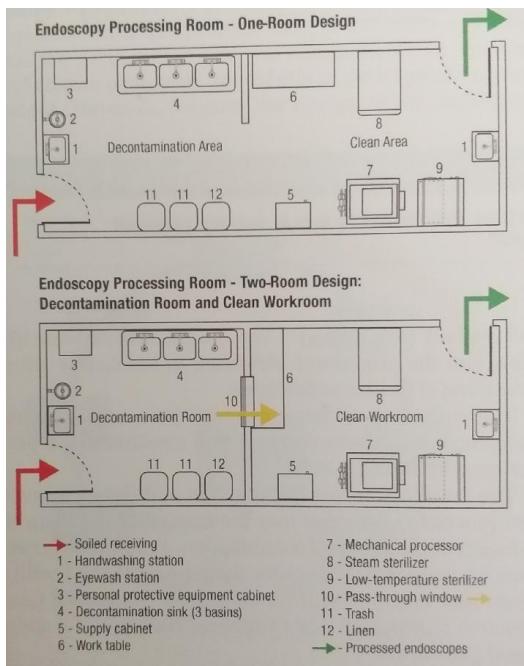 Endoscopy Processing Room - One-Room Design
3
4
6
8
2
1
Decontamination Area
Clean Area
1
11
11
12
5
7
9
Endoscopy Processing Room - Two-Room Design:
Decontamination Room and Clean Workroom
3
4
6
8
2
10
1
Decontamination Room
Clean Workroom
1
11
11
12
5
7
9
- Soiled receiving
1 - Handwashing station
2 - Eyewash station
3 - Personal protective equipment cabinet
4 - Decontamination sink (3 basins)
5 - Supply cabinet
6 - Work table
7 - Mechanical processor
8 - Steam sterilizer
9 - Low-temperature sterilizer
10 - Pass-through window
11 - Trash
12 - Linen
- Processed endoscopes